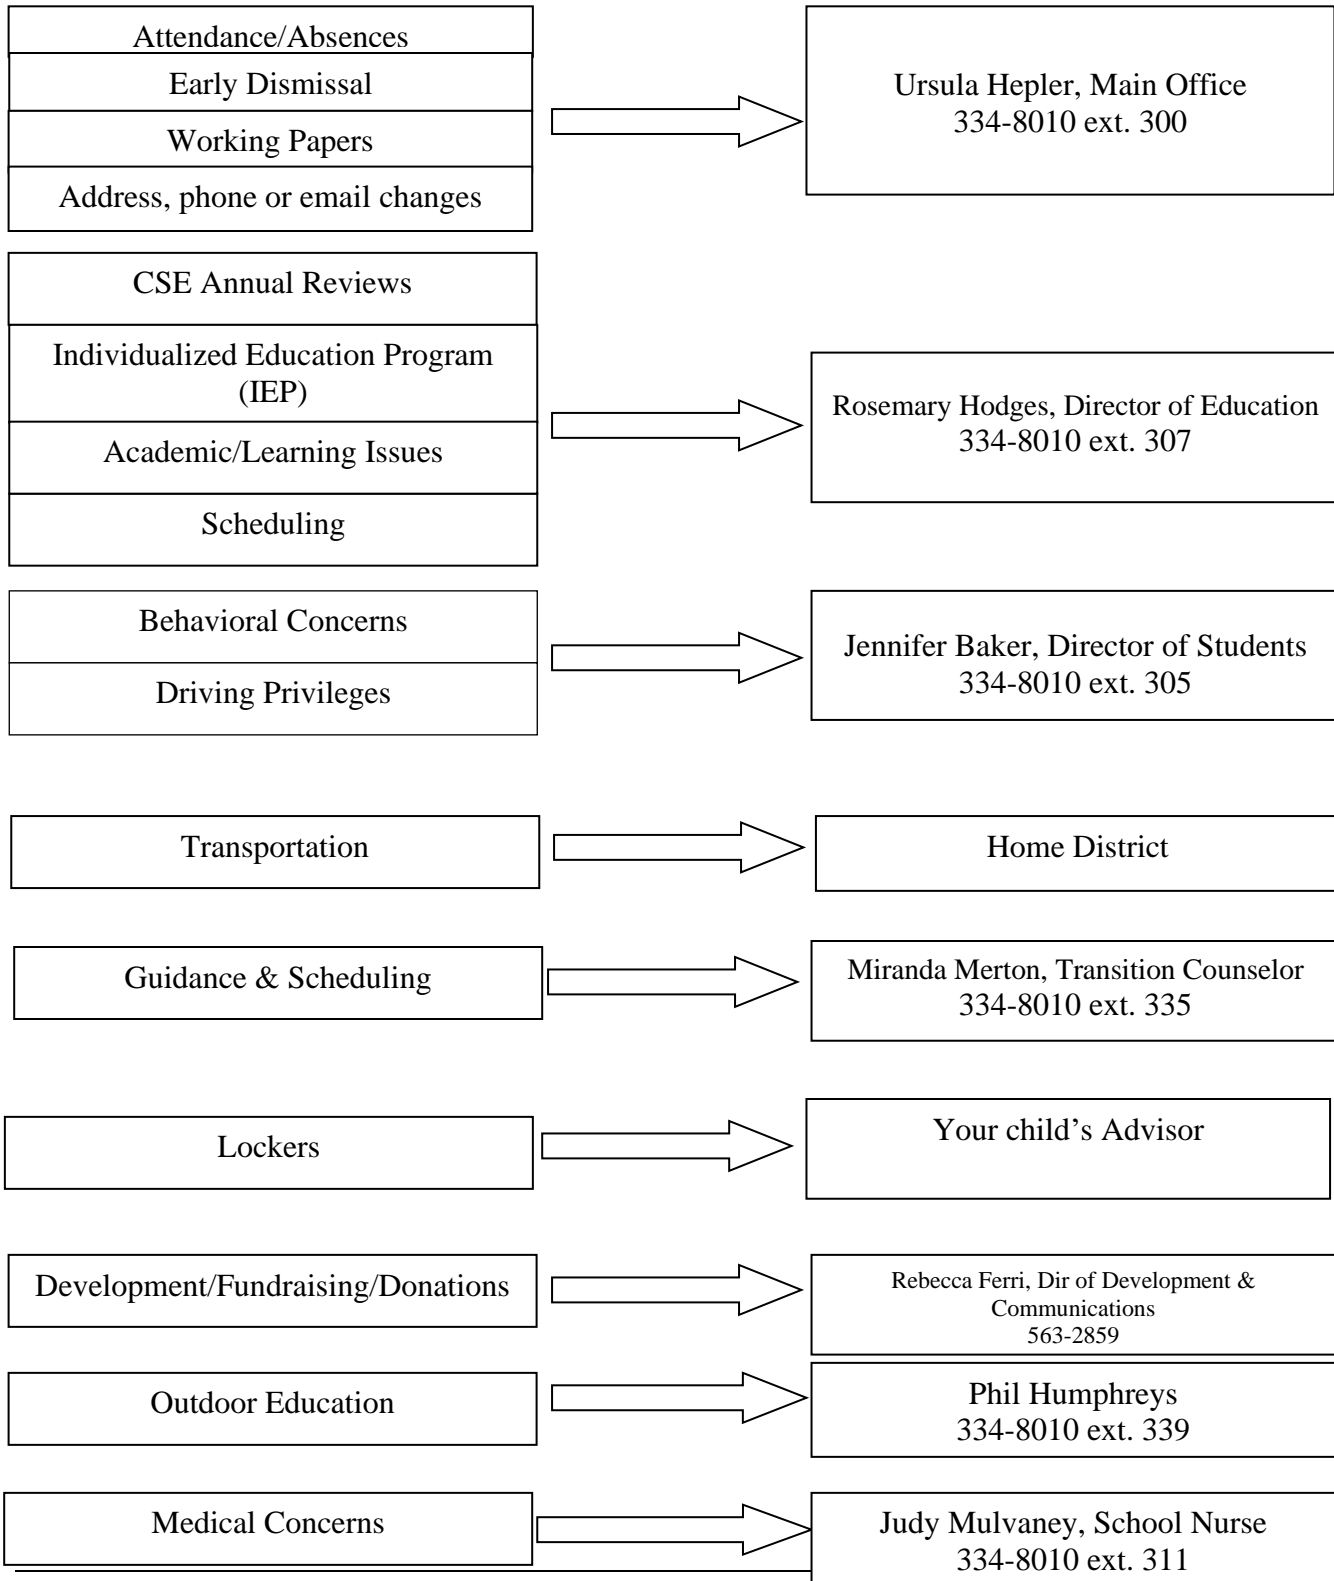 Attendance/Absences
Early Dismissal
Working Papers
Address, phone or email changes
Ursula Hepler, Main Office
334-8010 ext. 300
CSE Annual Reviews
Individualized Education Program
(IEP)
Academic/Learning Issues
Scheduling
Rosemary Hodges, Director of Education
334-8010 ext. 307
Behavioral Concerns
Driving Privileges
Jennifer Baker, Director of Students
334-8010 ext. 305
Transportation
Home District
Guidance & Scheduling
Miranda Merton, Transition Counselor
334-8010 ext. 335
Lockers
Your child’s Advisor
Development/Fundraising/Donations
Rebecca Ferri, Dir of Development &
Communications
563-2859
Outdoor Education
Phil Humphreys
334-8010 ext. 339
Medical Concerns
Judy Mulvaney, School Nurse
334-8010 ext. 311